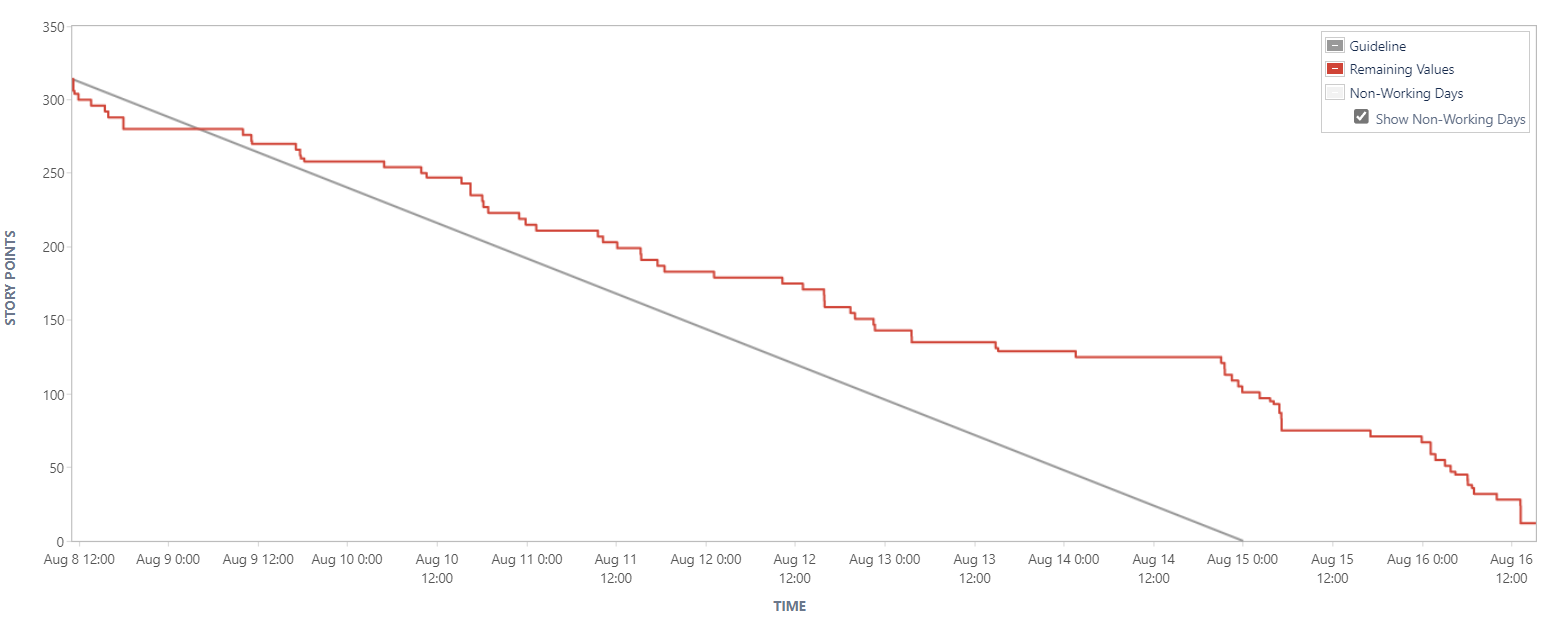 350
300
250
200
150
100
50
0
STORY POINTS
Guideline
Remaining Values
Non-Working Days
Show Non-Working Days
Aug 8 12:00
Aug 9 0:00
Aug 9 12:00
Aug 10 0:00
Aug 10
12:00
Aug 11 0:00
Aug 11
12:00
Aug 12 0:00
Aug 12
12:00
Aug 13 0:00
Aug 13
12:00
Aug 14 0:00
Aug 14
12:00
Aug 15 0:00
Aug 15
12:00
Aug 16 0:00
Aug 16
12:00
TIME